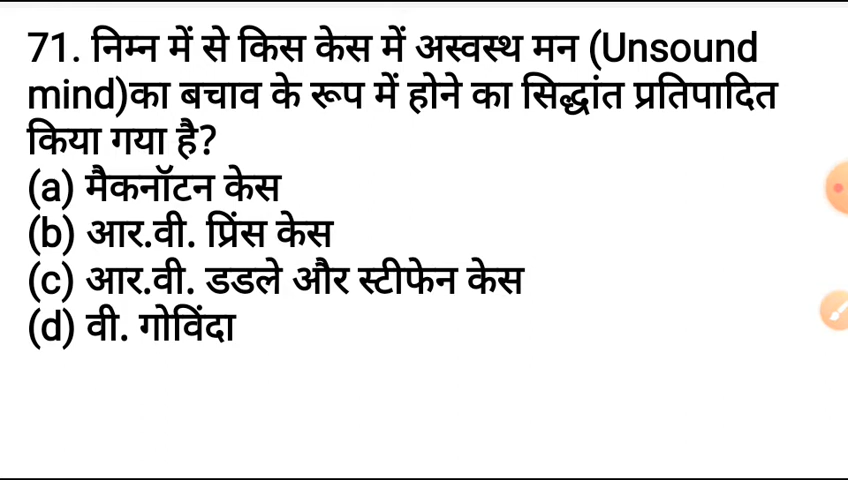 71. निम्न में से किस केस में अस्वस्थ मन (Unsound
mind)का बचाव के रूप में होने का सिद्धांत प्रतिपादित
किया गया है?
(a) मैकनॉटन केस
(b) आर.वी. प्रिंस केस
(c) आर.वी. डडले और स्टीफेन केस
(d) वी. गोविंदा